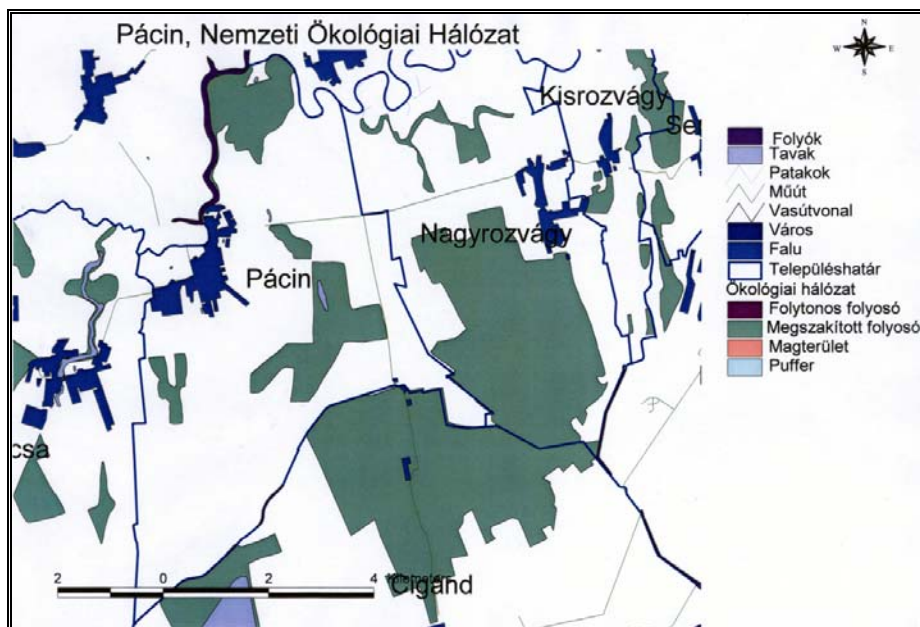 Pácin, Nemzeti Ökológiai Hálózat
N
W E
S
Kisrozvágy
Se
Nagyrozvágy
Pácin
csa
Cigánd
2 0 2 4
Folyók
Tavak
Patakok
Műút
Vasútvonal
Város
Falu
Településhatár
Ökológiai hálózat
Folytonos folyosó
Megszakított folyosó
Magterület
Puffer